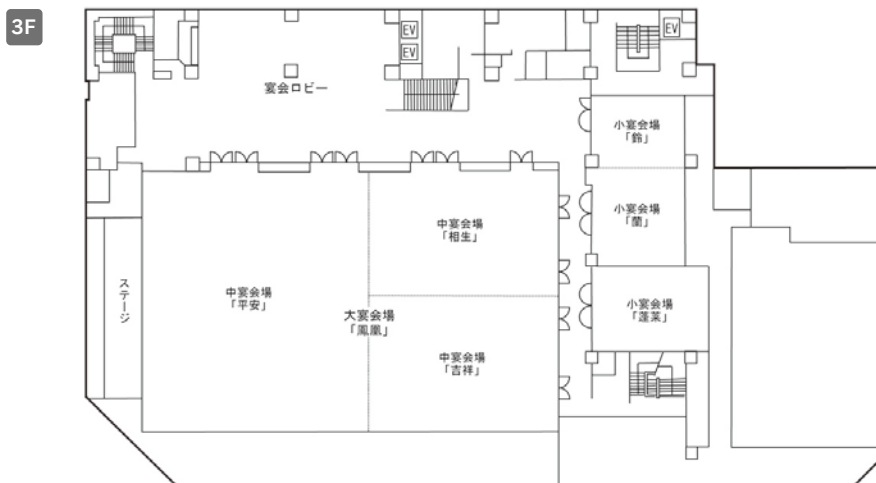 3F
EV
EV
EV
宴会ロビー
小宴会場
「鈴」
小宴会場
「蘭」
中宴会場
「相生」
ステージ
中宴会場
「平安」
大宴会場
「鳳凰」
小宴会場
「蓬莱」
中宴会場
「吉祥」